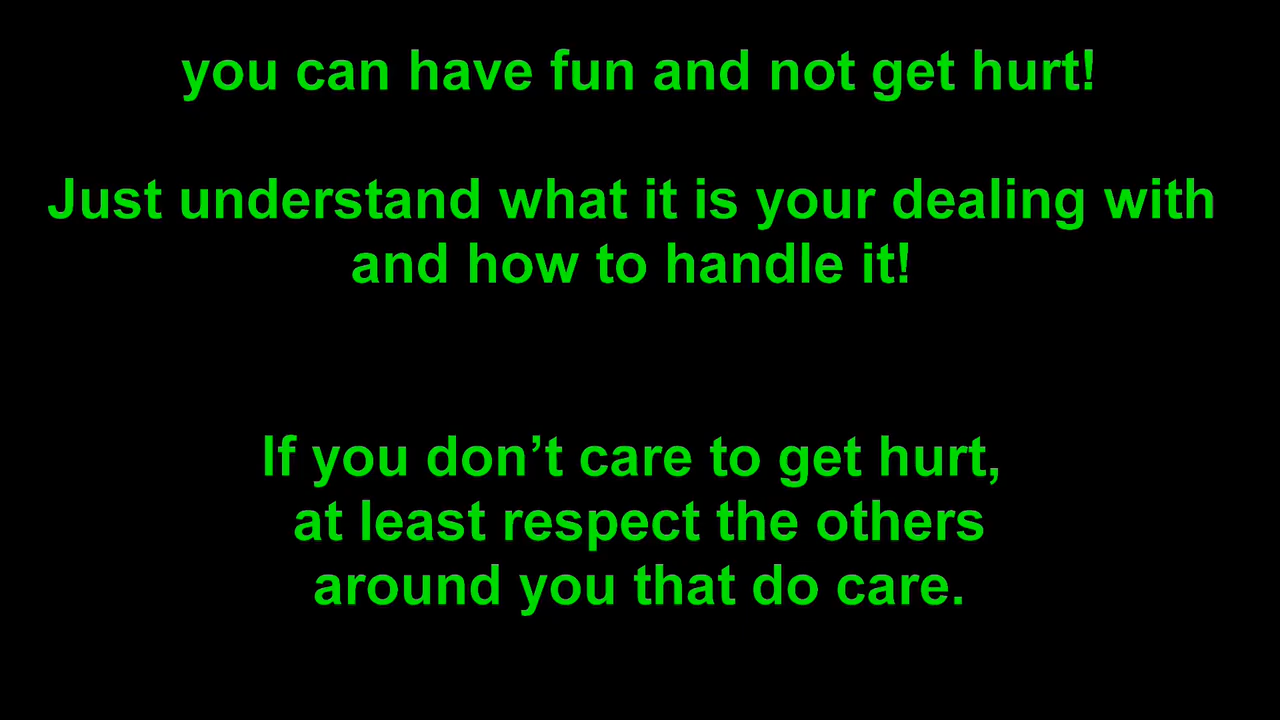 you can have fun and not get hurt!
Just understand what it is your dealing with
and how to handle it!
If you don’t care to get hurt,
at least respect the others
around you that do care.